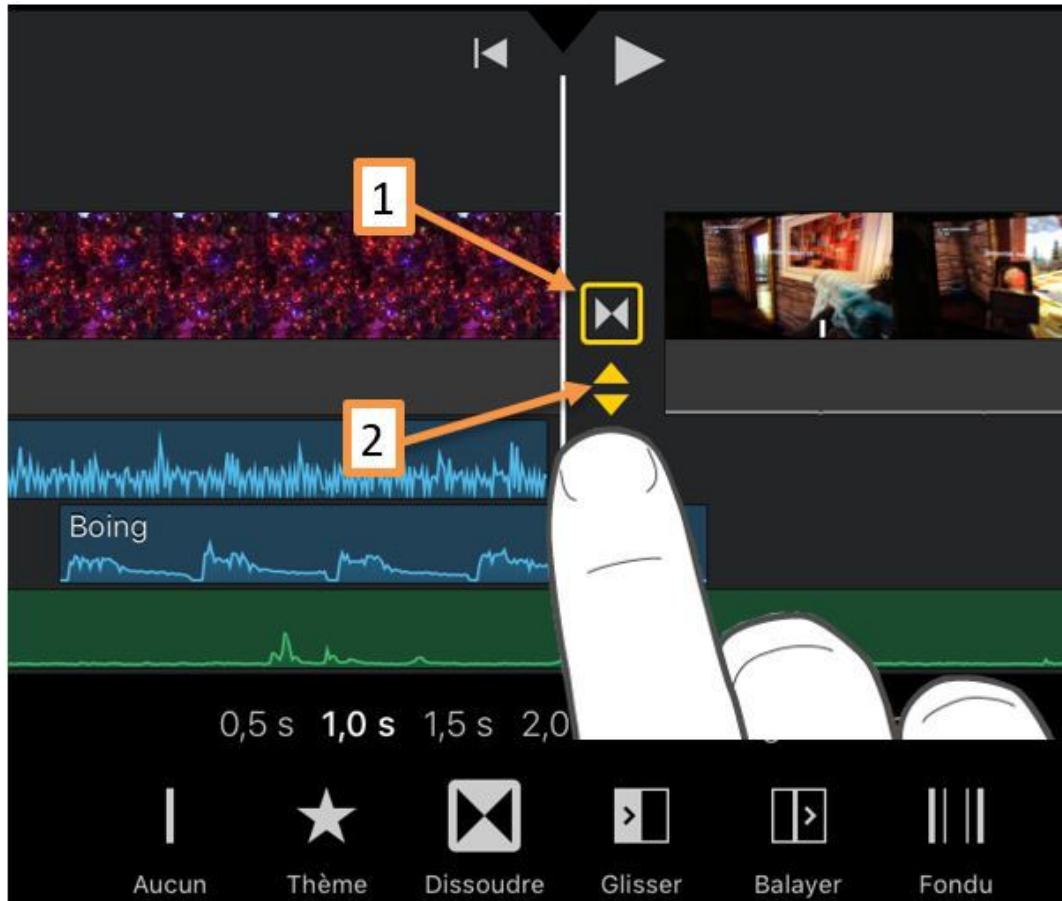 1
2
Boing
0,5 s 1,0 s 1,5 s 2,0
Aucun Thème Dissoudre Glisser Balayer Fondu